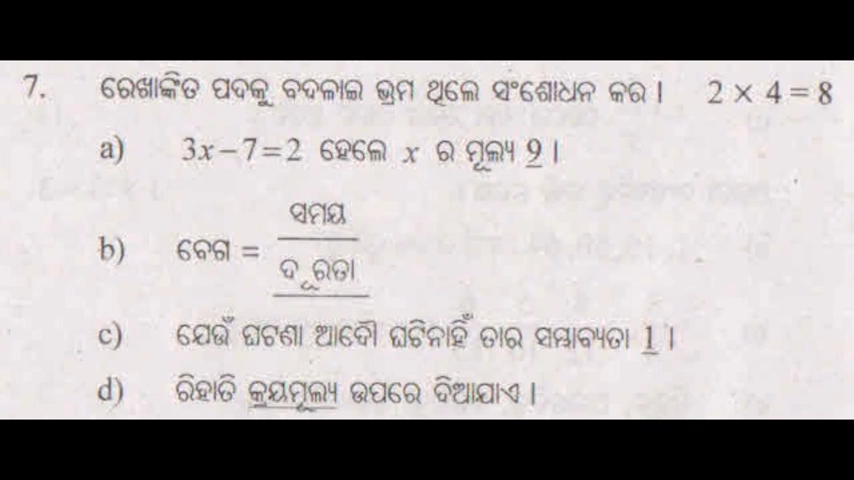 7. ରେଖାଙ୍କିତ ପଦକୁ ବଦଳାଇ ଭ୍ରମ ଥିଲେ ସଂଶୋଧନ କର । 2 × 4 = 8
a) 3x – 7 = 2 ହେଲେ x ର ମୂଲ୍ୟ 9 ।
ସମୟ
b) ବେଗ =
ଦୂରତା
c) ଯେଉଁ ଘଟଣା ଆଦୌ ଘଟିନାହିଁ ତାର ସମ୍ଭାବ୍ୟତା 1 ।
d) ରିହାତି କ୍ରୟମୂଲ୍ୟ ଉପରେ ଦିଆଯାଏ ।